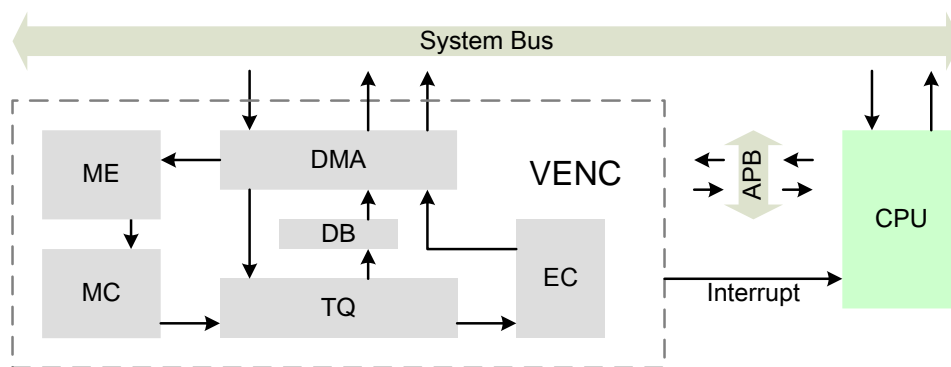 System Bus
ME
DMA
VENC
APB
CPU
DB
MC
TQ
EC
Interrupt